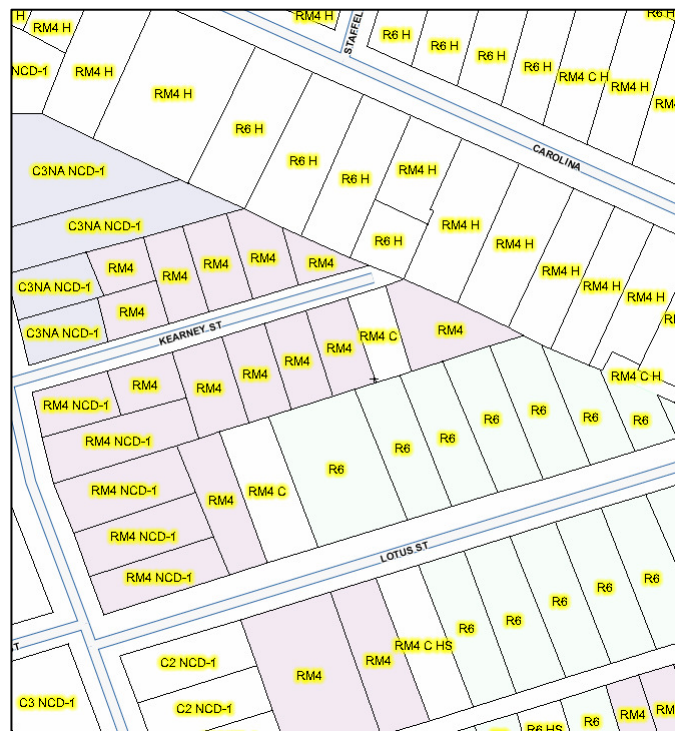 H
RM4 H
RM4 H
STAFFEL
R6 H
R6 H
R6 H
R6 H
R6 H
RM4 C H
RM4 H
RM4
NCD-1
RM4 H
RM4 H
R6 H
R6 H
R6 H
RM4 H
CAROLINA
C3NA NCD-1
C3NA NCD-1
R6 H
RM4 H
RM4 H
RM4 H
RM4 H
RM4 H
C3NA NCD-1
RM4
RM4
RM4
RM4
RM4
RM4
C3NA NCD-1
KEARNEY ST
RM4 C
RM4
RM4
RM4
RM4
RM4
RM4
RM4 C H
RM4 NCD-1
RM4 NCD-1
R6
R6
R6
R6
R6
R6
R6
RM4 NCD-1
RM4
RM4 C
RM4 NCD-1
RM4 NCD-1
LOTUS ST
R6
R6
R6
R6
R6
RM4 C HS
C2 NCD-1
RM4
RM4
C3 NCD-1
C2 NCD-1
R6 HS
R6
RM4